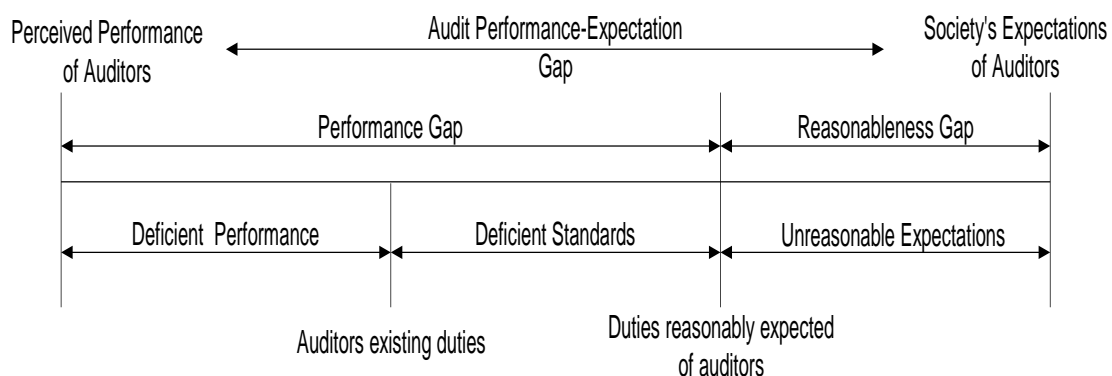 Perceived Performance
of Auditors
Audit Performance-Expectation
Gap
Society's Expectations
of Auditors
Performance Gap
Reasonableness Gap
Deficient Performance
Deficient Standards
Unreasonable Expectations
Auditors existing duties
Duties reasonably expected
of auditors